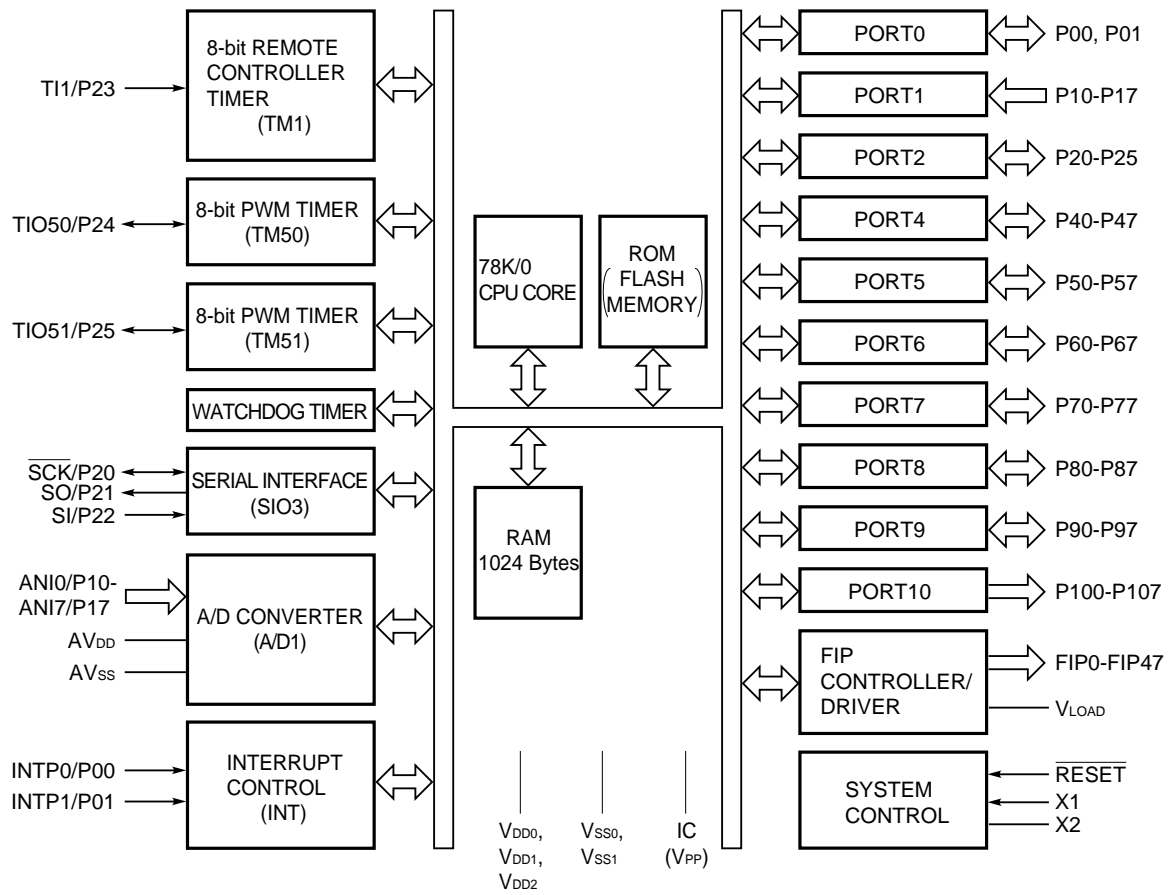 8-bit REMOTE
CONTROLLER
TIMER
(TM1)
TI1/P23
8-bit PWM TIMER
(TM50)
TIO50/P24
8-bit PWM TIMER
(TM51)
TIO51/P25
WATCHDOG TIMER
SCK/P20
SO/P21
SI/P22
SERIAL INTERFACE
(SIO3)
ANI0/P10-
ANI7/P17
AVDD
AVSS
A/D CONVERTER
(A/D1)
INTP0/P00
INTP1/P01
INTERRUPT
CONTROL
(INT)
78K/0
CPU CORE
ROM
(FLASH
MEMORY)
RAM
1024 Bytes
VDD0,
VDD1,
VDD2
VSS0,
VSS1
IC
(VPP)
PORT0
P00, P01
PORT1
P10-P17
PORT2
P20-P25
PORT4
P40-P47
PORT5
P50-P57
PORT6
P60-P67
PORT7
P70-P77
PORT8
P80-P87
PORT9
P90-P97
PORT10
P100-P107
FIP
CONTROLLER/
DRIVER
FIP0-FIP47
VLOAD
SYSTEM
CONTROL
RESET
X1
X2